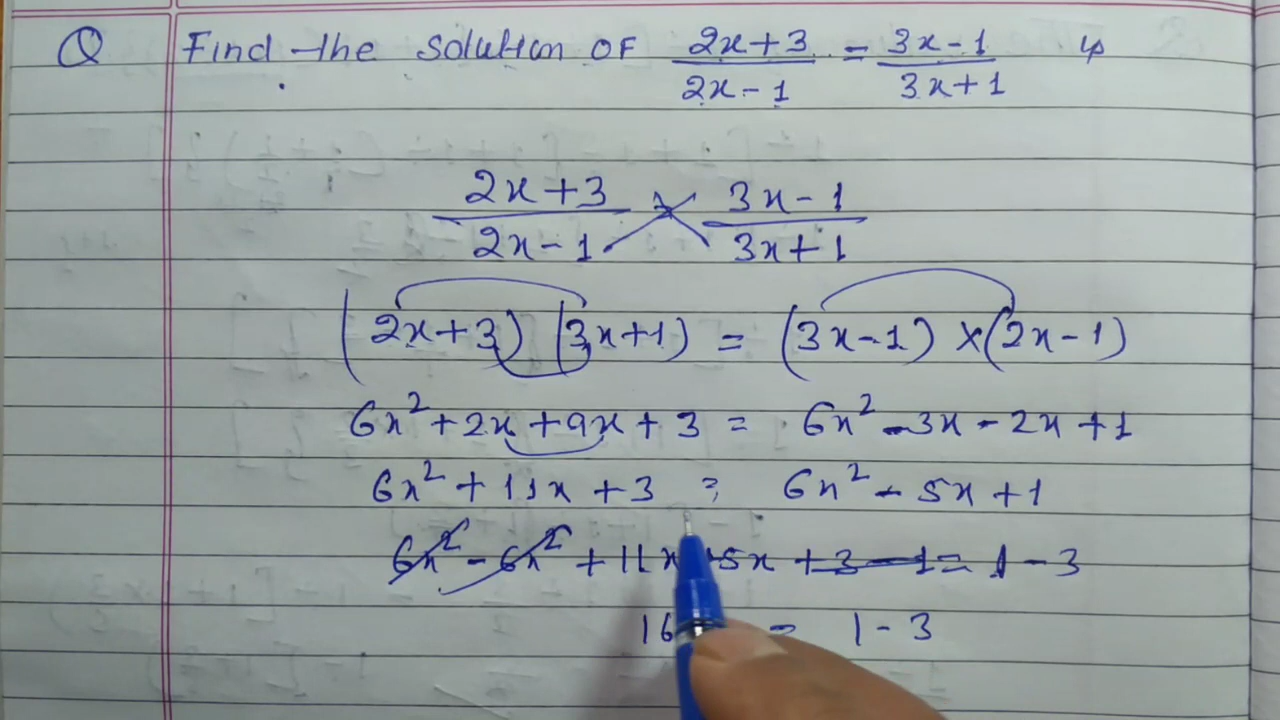 Q Find the solution of (2x+3)/(2x-1) = (3x-1)/(3x+1)
(2x+3)/(2x-1) (3x-1)/(3x+1)
(2x+3) (3x+1) = (3x-1) ×(2x-1)
6x² + 2x + 9x + 3 = 6x² - 3x - 2x + 1
6x² + 11x + 3 = 6x² - 5x + 1
6x² - 6x² + 11x 5x + 3 - 1 = 1 - 3
16 = 1 - 3